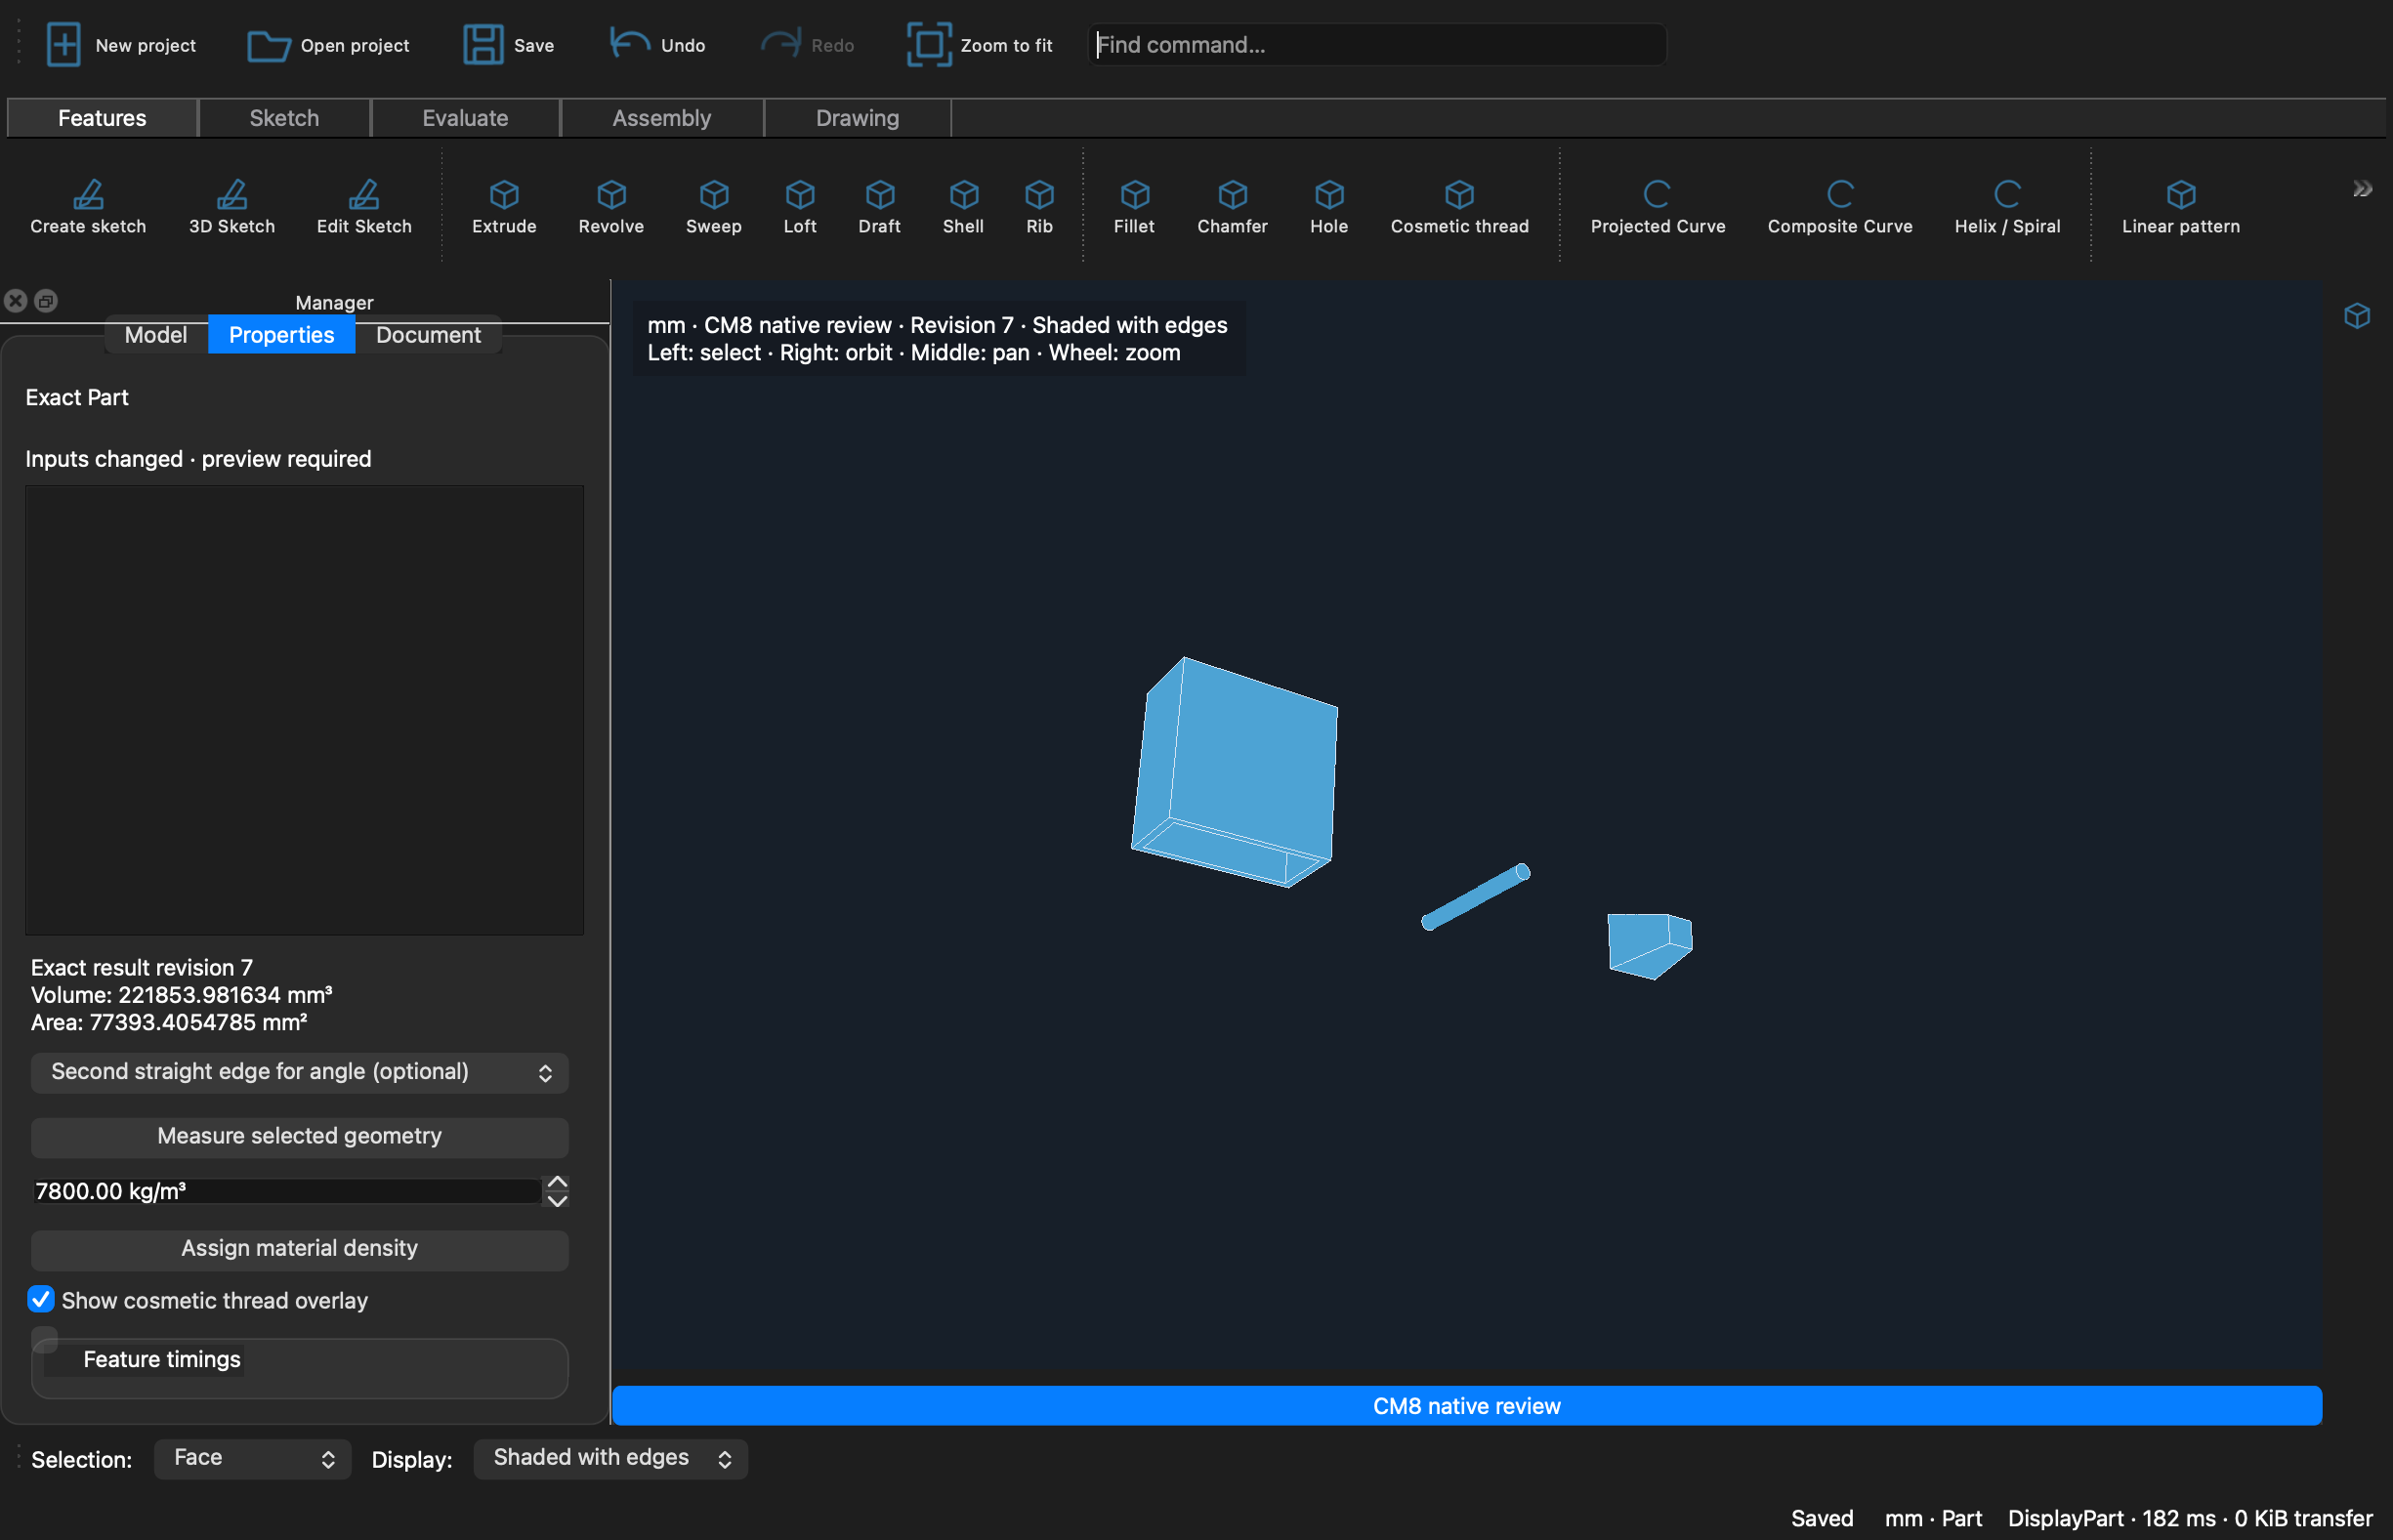 New project Open project Save Undo Redo Zoom to fit Find command...
Features Sketch Evaluate Assembly Drawing
Create sketch 3D Sketch Edit Sketch Extrude Revolve Sweep Loft Draft Shell Rib Fillet Chamfer Hole Cosmetic thread Projected Curve Composite Curve Helix / Spiral Linear pattern
Manager
Model Properties Document
Exact Part
Inputs changed · preview required
Exact result revision 7
Volume: 221853.981634 mm³
Area: 77393.4054785 mm²
Second straight edge for angle (optional)
Measure selected geometry
7800.00 kg/m³
Assign material density
Show cosmetic thread overlay
Feature timings
mm · CM8 native review · Revision 7 · Shaded with edges
Left: select · Right: orbit · Middle: pan · Wheel: zoom
CM8 native review
Selection: Face Display: Shaded with edges
Saved mm · Part DisplayPart · 182 ms · 0 KiB transfer